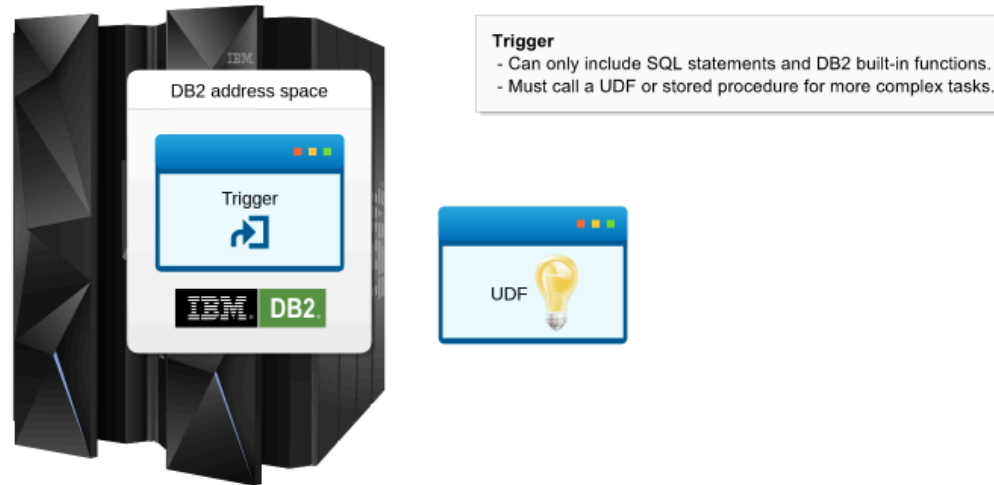 IBM
DB2 address space
Trigger
IBM. DB2.
Trigger
- Can only include SQL statements and DB2 built-in functions.
- Must call a UDF or stored procedure for more complex tasks.
UDF